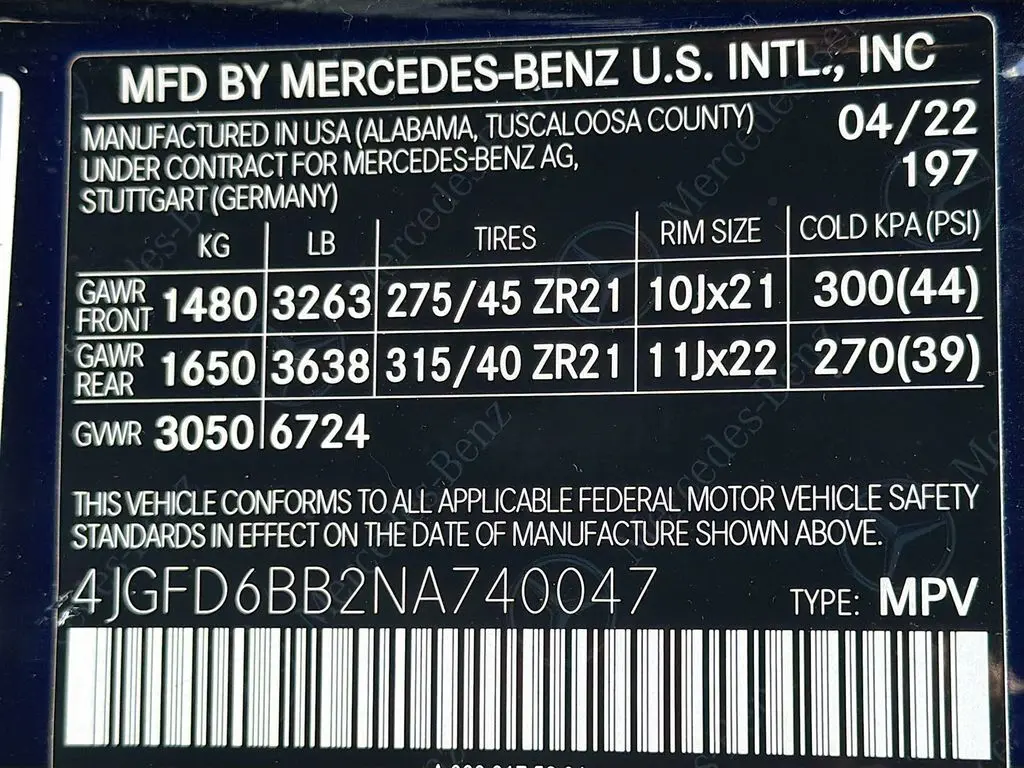 MFD BY MERCEDES-BENZ U.S. INTL., INC
MANUFACTURED IN USA (ALABAMA, TUSCALOOSA COUNTY) 04/22
UNDER CONTRACT FOR MERCEDES-BENZ AG, 197
STUTTGART (GERMANY)
KG LB TIRES RIM SIZE COLD KPA (PSI)
GAWR FRONT 1480 3263 275/45 ZR21 10Jx21 300(44)
GAWR REAR 1650 3638 315/40 ZR21 11Jx22 270(39)
GVWR 3050 6724
THIS VEHICLE CONFORMS TO ALL APPLICABLE FEDERAL MOTOR VEHICLE SAFETY
STANDARDS IN EFFECT ON THE DATE OF MANUFACTURE SHOWN ABOVE.
4JGFD6BB2NA740047 TYPE: MPV